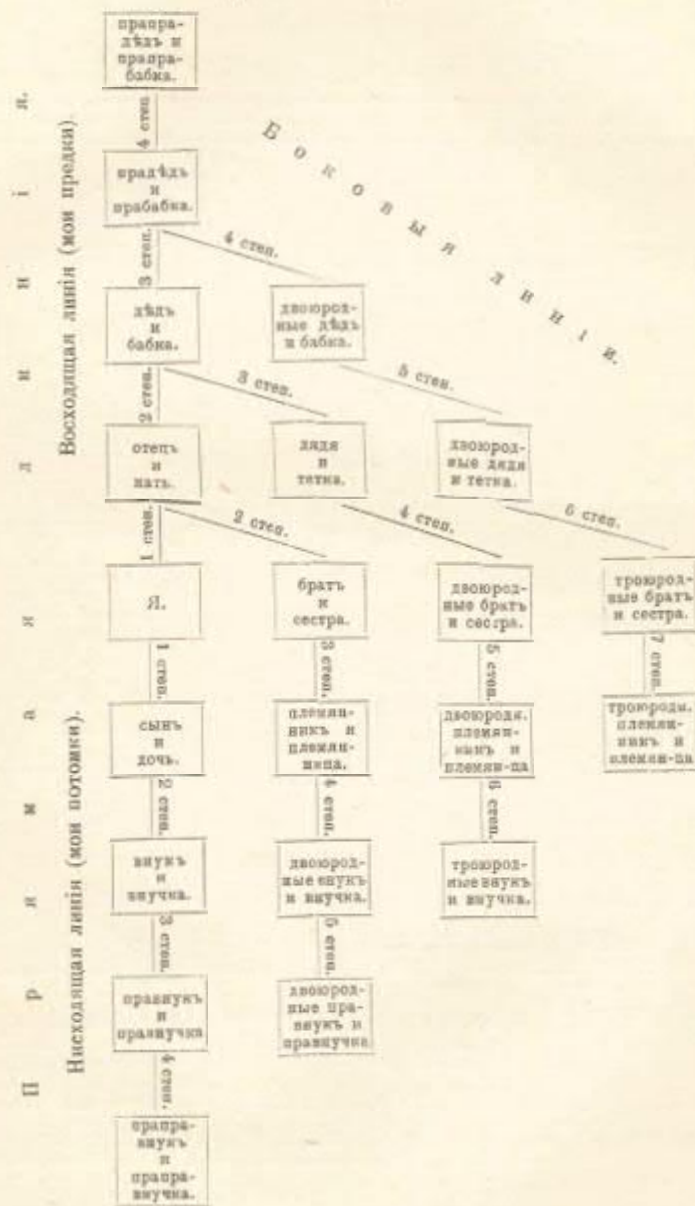 прапра-
дѣдъ и
прапра-
бабка.
4 степ
прадѣдъ
и
прабабка.
Боковыя линіи.
Прямая линія.
Восходящая линія (мои предки).
3 степ.
4 степ.
дѣдъ
и
бабка.
двоюрод-
ные дѣдъ
и бабка.
2 степ.
3 степ.
5 степ.
отецъ
и
мать.
дядя
и
тетка.
двоюрод-
ные дядя
и тетка.
1 степ.
2 степ.
4 степ.
6 степ.
Я.
братъ
и
сестра.
двоюрод-
ные братъ
и сестра.
троюрод-
ные братъ
и сестра.
Нисходящая линія (мои потомки).
1 степ.
3 степ.
5 степ.
7 степ.
сынъ
и
дочь.
племян-
никъ и
племян-
ница.
двоюродн.
племян-
никъ и
племян-ца
троюродн.
племян-
никъ и
племян-ца
2 степ.
4 степ.
6 степ.
внукъ
и
внучка.
двоюрод-
ные внукъ
и внучка.
троюрод-
ные внукъ
и внучка.
3 степ.
5 степ.
правнукъ
и
правнучка
двоюрод-
ные пра-
внукъ и
правнучка
4 степ.
праправ-
внукъ
и
прапра-
внучка.